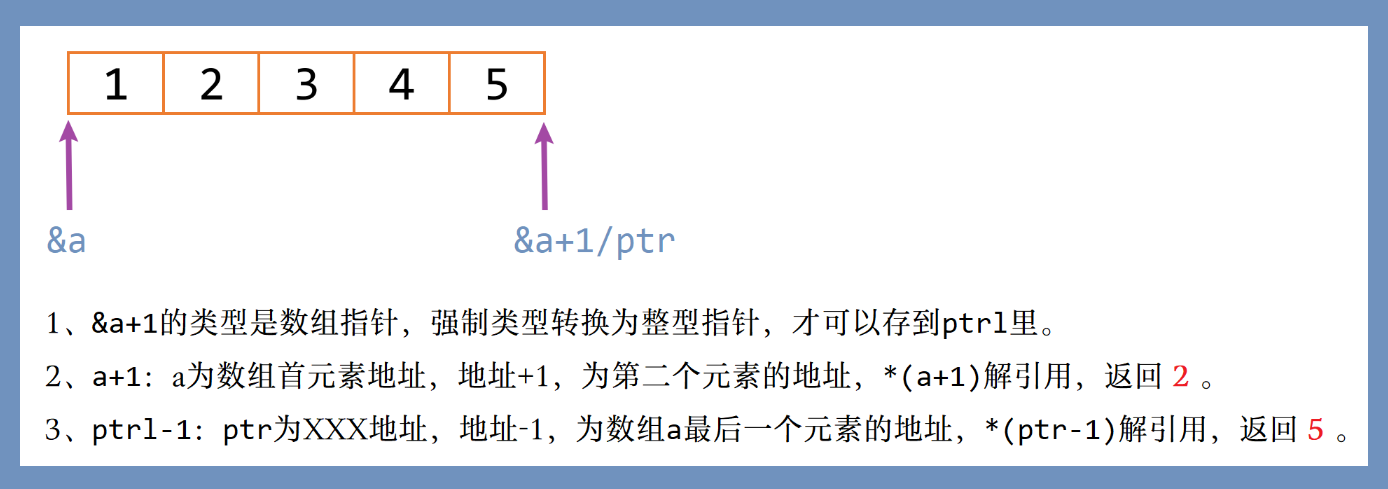 1 2 3 4 5
&a &a+1/ptr
1、&a+1的类型是数组指针，强制类型转换为整型指针，才可以存到ptrl里。
2、a+1：a为数组首元素地址，地址+1，为第二个元素的地址，*(a+1)解引用，返回 2 。
3、ptrl-1：ptr为XXX地址，地址-1，为数组a最后一个元素的地址，*(ptr-1)解引用，返回 5 。